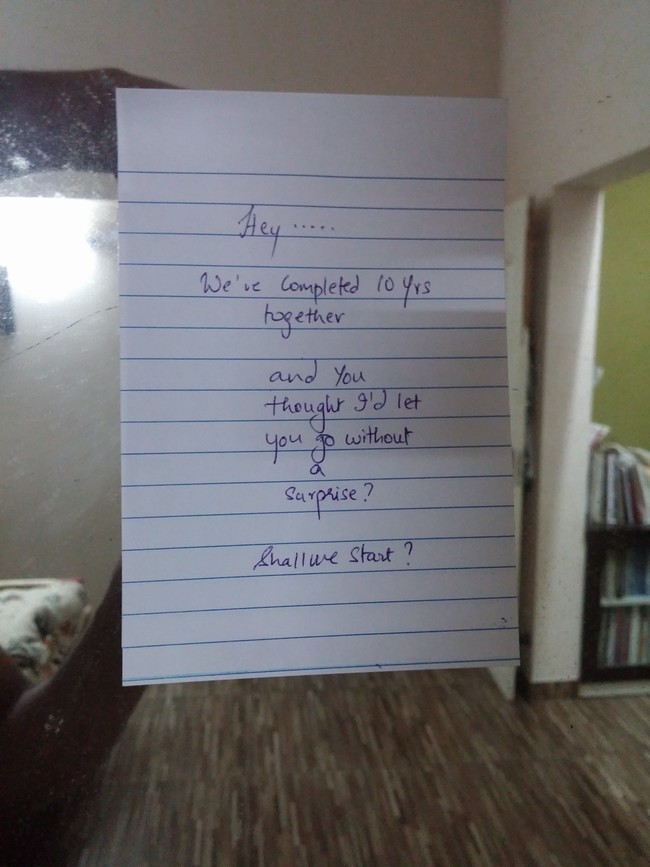 Hey .....
We've Completed 10 Yrs
together
and You
thought I'd let
you go without
a
Surprise?
Shall we Start?